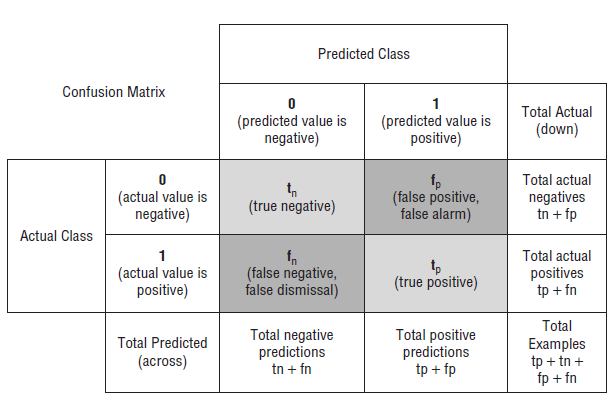 Predicted Class
Confusion Matrix
0
(predicted value is
negative)
1
(predicted value is
positive)
Total Actual
(down)
Actual Class
0
(actual value is
negative)
tn
(true negative)
fp
(false positive,
false alarm)
Total actual
negatives
tn + fp
1
(actual value is
positive)
fn
(false negative,
false dismissal)
tp
(true positive)
Total actual
positives
tp + fn
Total Predicted
(across)
Total negative
predictions
tn + fn
Total positive
predictions
tp + fp
Total
Examples
tp + tn +
fp + fn